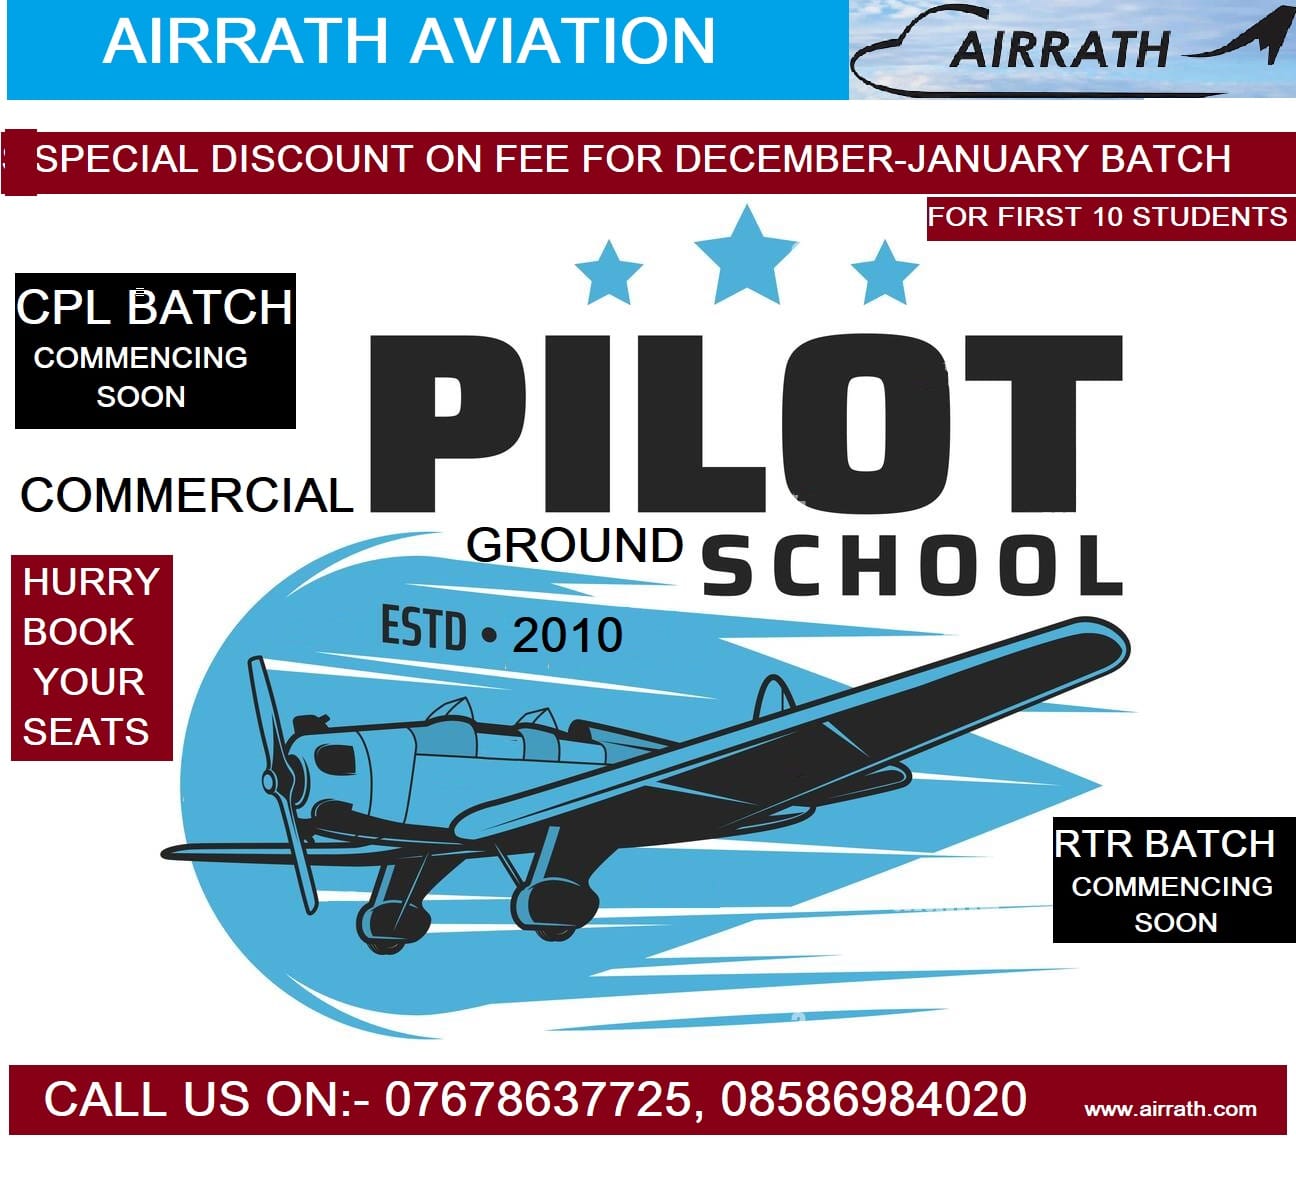 AIRRATH AVIATION
AIRRATH
SPECIAL DISCOUNT ON FEE FOR DECEMBER-JANUARY BATCH
FOR FIRST 10 STUDENTS
CPL BATCH
COMMENCING
SOON
COMMERCIAL PILOT
GROUND SCHOOL
ESTD • 2010
HURRY
BOOK
YOUR
SEATS
RTR BATCH
COMMENCING
SOON
CALL US ON:- 07678637725, 08586984020
www.airrath.com